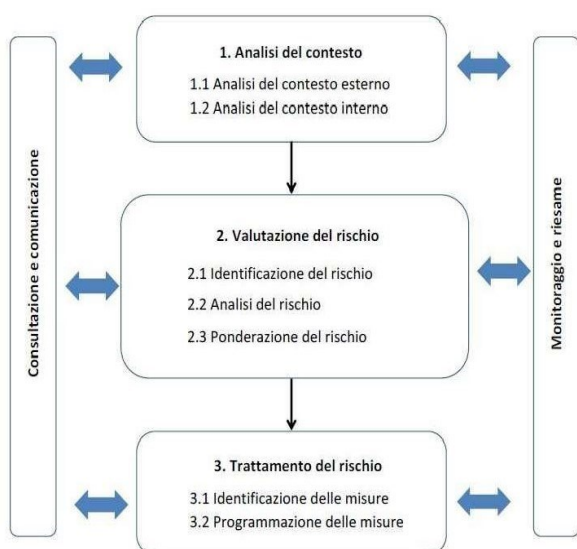 Consultazione e comunicazione
1. Analisi del contesto
1.1 Analisi del contesto esterno
1.2 Analisi del contesto interno
2. Valutazione del rischio
2.1 Identificazione del rischio
2.2 Analisi del rischio
2.3 Ponderazione del rischio
3. Trattamento del rischio
3.1 Identificazione delle misure
3.2 Programmazione delle misure
Monitoraggio e riesame